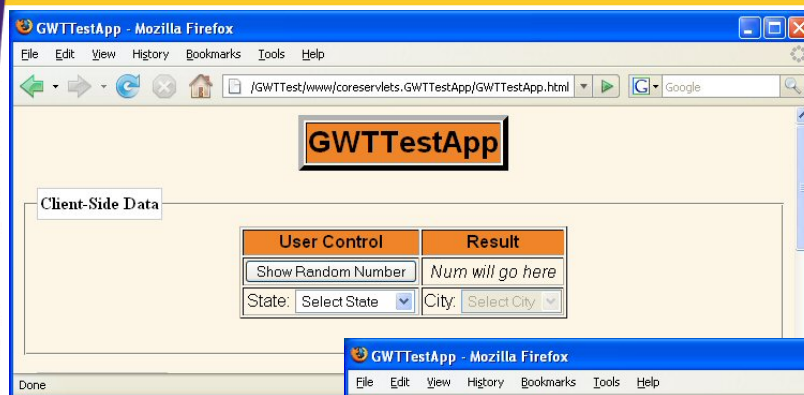 GWTTestApp - Mozilla Firefox
File Edit View History Bookmarks Tools Help
/GWTTest/www/coreservlets.GWTTestApp/GWTTestApp.html G Google
GWTTestApp
Client-Side Data
User Control Result
Show Random Number Num will go here
State: Select State City: Select City
Done
GWTTestApp - Mozilla Firefox
File Edit View History Bookmarks Tools Help